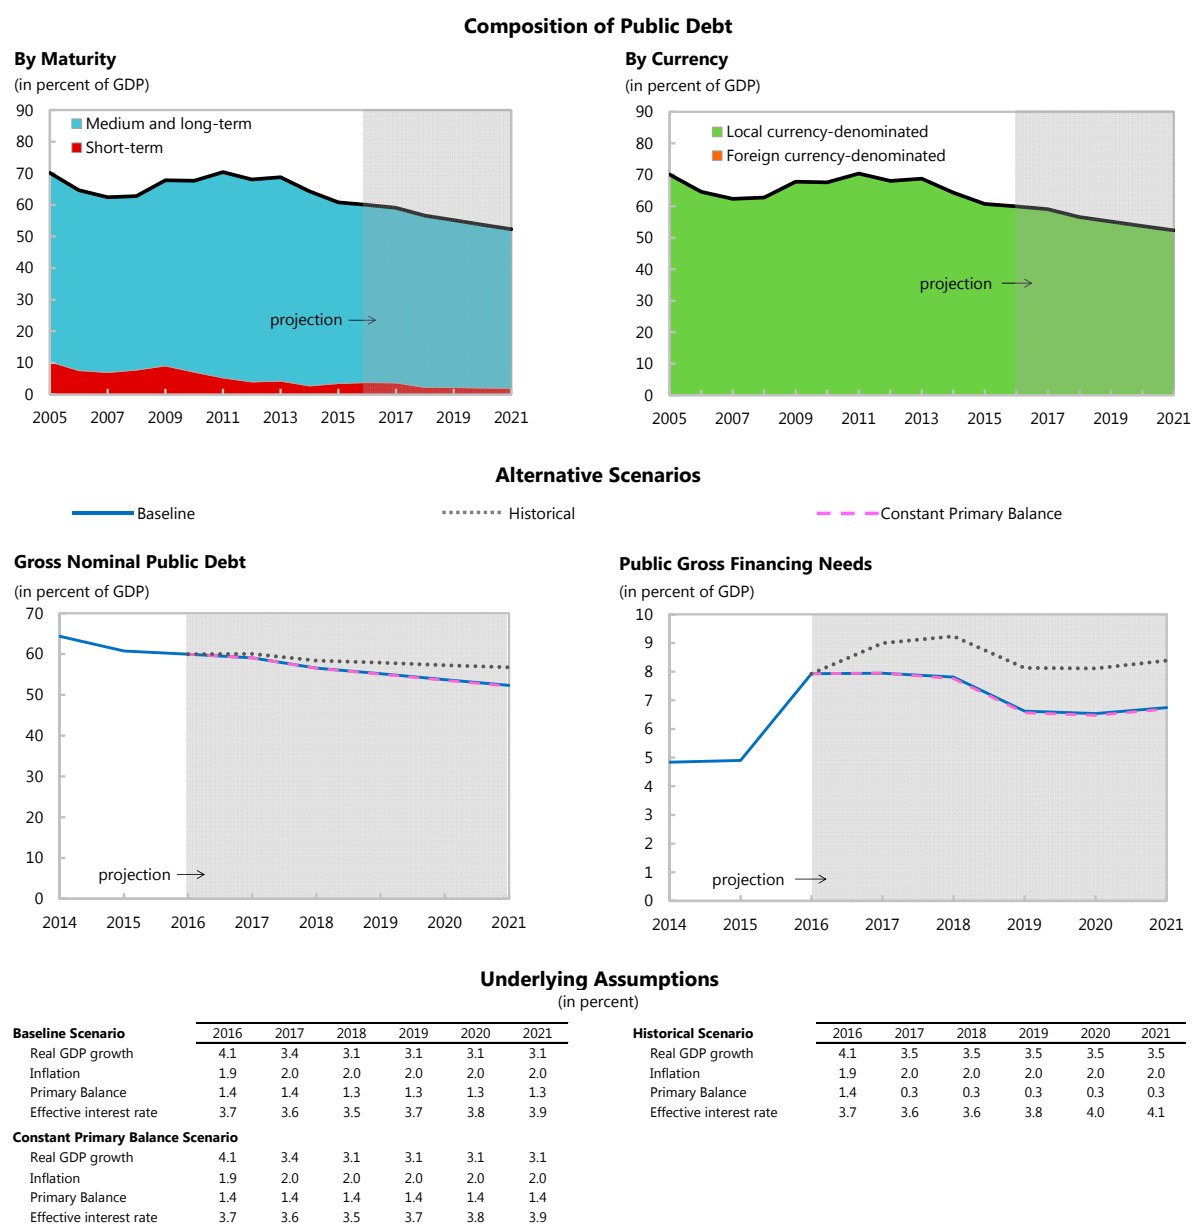 Composition of Public Debt
By Maturity
(in percent of GDP)
90
80
70
60
50
40
30
20
10
0
Medium and long-term
Short-term
projection
2005 2007 2009 2011 2013 2015 2017 2019 2021
By Currency
(in percent of GDP)
90
80
70
60
50
40
30
20
10
0
Local currency-denominated
Foreign currency-denominated
projection
2005 2007 2009 2011 2013 2015 2017 2019 2021
Alternative Scenarios
Baseline Historical Constant Primary Balance
Gross Nominal Public Debt
(in percent of GDP)
70
60
50
40
30
20
10
0
projection
2014 2015 2016 2017 2018 2019 2020 2021
Public Gross Financing Needs
(in percent of GDP)
10
9
8
7
6
5
4
3
2
1
0
projection
2014 2015 2016 2017 2018 2019 2020 2021
Underlying Assumptions
(in percent)
Baseline Scenario 2016 2017 2018 2019 2020 2021
Real GDP growth 4.1 3.4 3.1 3.1 3.1 3.1
Inflation 1.9 2.0 2.0 2.0 2.0 2.0
Primary Balance 1.4 1.4 1.3 1.3 1.3 1.3
Effective interest rate 3.7 3.6 3.5 3.7 3.8 3.9
Constant Primary Balance Scenario
Real GDP growth 4.1 3.4 3.1 3.1 3.1 3.1
Inflation 1.9 2.0 2.0 2.0 2.0 2.0
Primary Balance 1.4 1.4 1.4 1.4 1.4 1.4
Effective interest rate 3.7 3.6 3.5 3.7 3.8 3.9
Historical Scenario 2016 2017 2018 2019 2020 2021
Real GDP growth 4.1 3.5 3.5 3.5 3.5 3.5
Inflation 1.9 2.0 2.0 2.0 2.0 2.0
Primary Balance 1.4 0.3 0.3 0.3 0.3 0.3
Effective interest rate 3.7 3.6 3.6 3.8 4.0 4.1